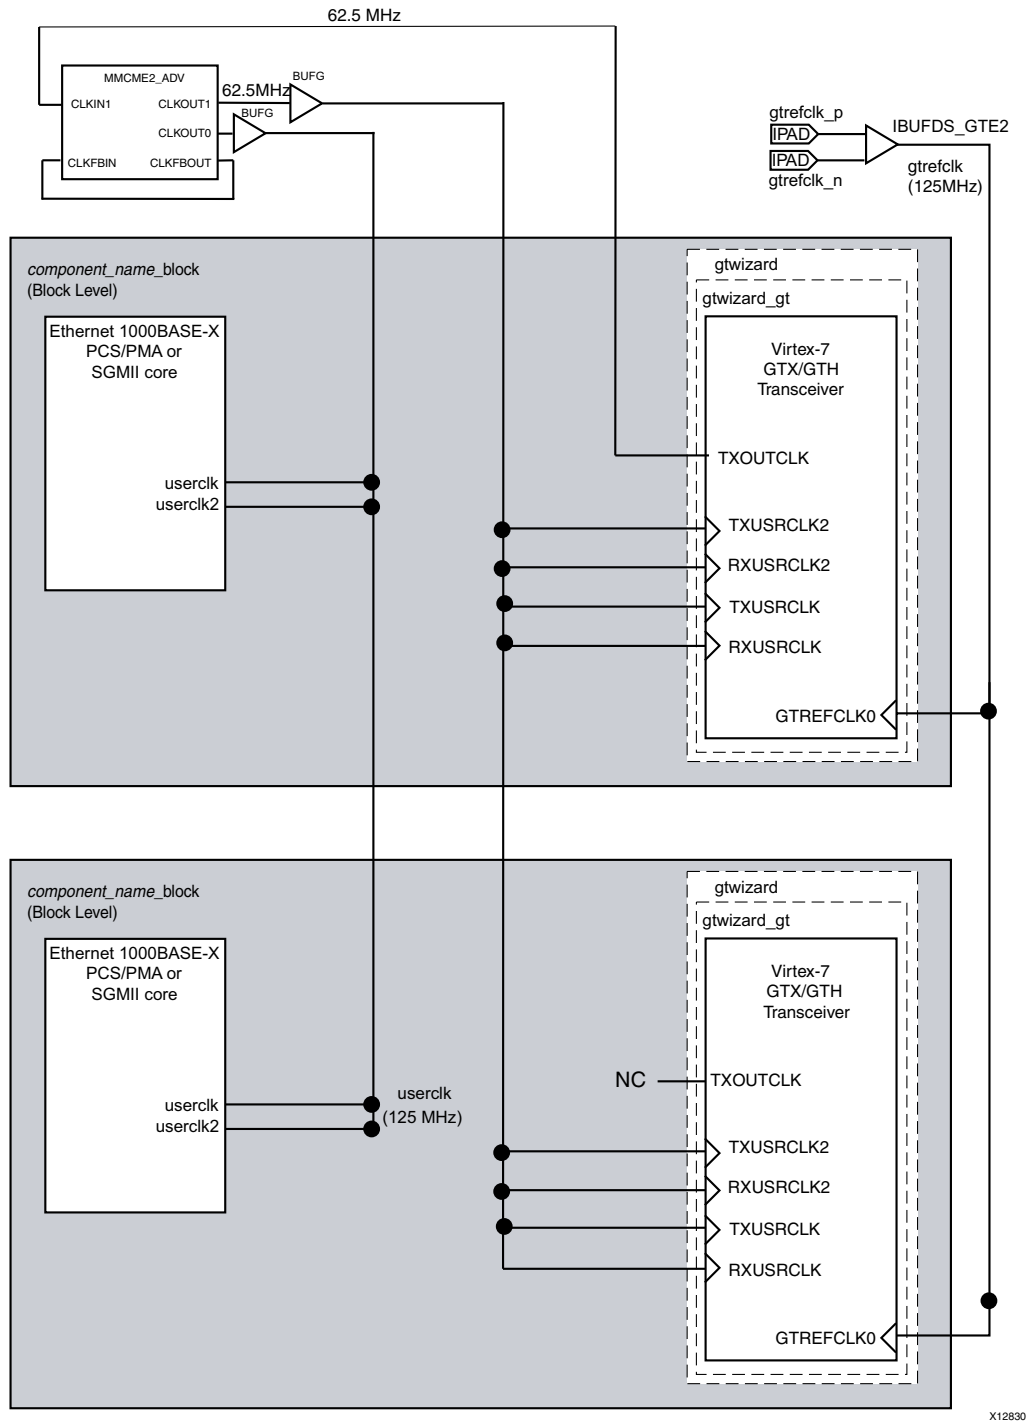 62.5 MHz
MMCME2_ADV
CLKIN1
CLKOUT1
62.5MHz
BUFG
CLKOUT0
BUFG
CLKFBIN
CLKFBOUT
gtrefclk_p
IPAD
IPAD
gtrefclk_n
IBUFDS_GTE2
gtrefclk
(125MHz)
component_name_block
(Block Level)
Ethernet 1000BASE-X
PCS/PMA or
SGMII core
userclk
userclk2
gtwizard
gtwizard_gt
Virtex-7
GTX/GTH
Transceiver
TXOUTCLK
TXUSRCLK2
RXUSRCLK2
TXUSRCLK
RXUSRCLK
GTREFCLK0
component_name_block
(Block Level)
Ethernet 1000BASE-X
PCS/PMA or
SGMII core
userclk
userclk2
userclk
(125 MHz)
gtwizard
gtwizard_gt
Virtex-7
GTX/GTH
Transceiver
NC
TXOUTCLK
TXUSRCLK2
RXUSRCLK2
TXUSRCLK
RXUSRCLK
GTREFCLK0
X12830